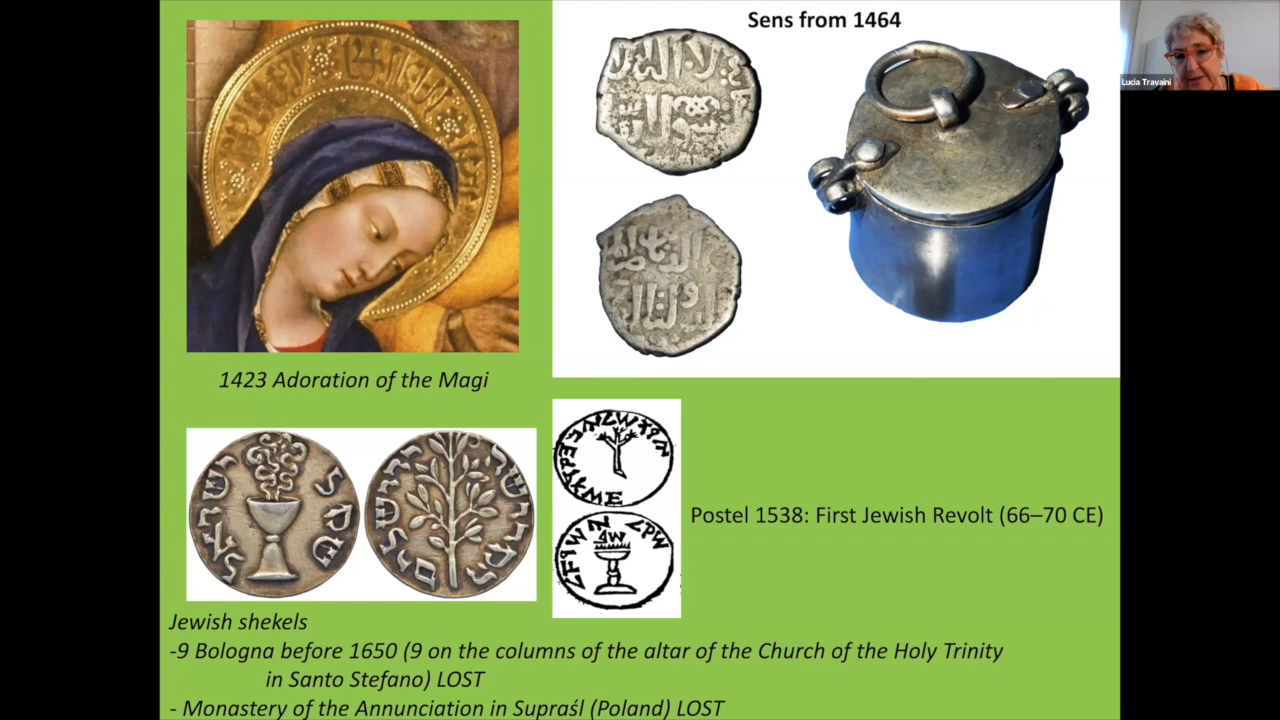 Sens from 1464
Lucia Travaini
1423 Adoration of the Magi
Postel 1538: First Jewish Revolt (66–70 CE)
Jewish shekels
-9 Bologna before 1650 (9 on the columns of the altar of the Church of the Holy Trinity
in Santo Stefano) LOST
- Monastery of the Annunciation in Supraśl (Poland) LOST